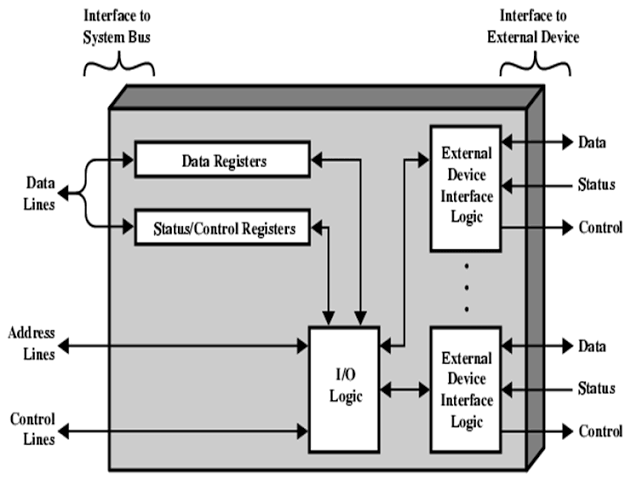 Interface to
System Bus
Interface to
External Device
Data Registers
Status/Control Registers
Data
Lines
Address
Lines
Control
Lines
I/O
Logic
External
Device
Interface
Logic
Data
Status
Control
External
Device
Interface
Logic
Data
Status
Control